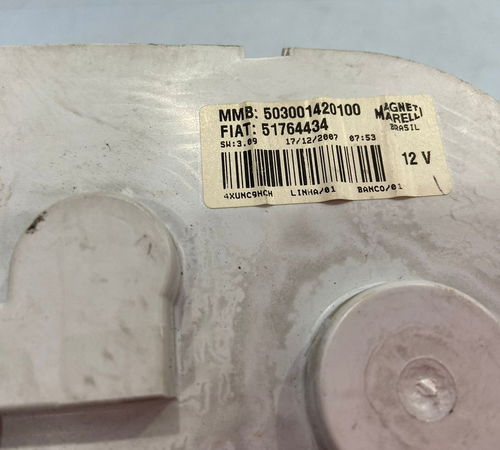 MMB: 503001420100
FIAT: 51764434
MAGNETI
MARELLI
BRASIL
SW:3.09 17/12/2007 07:53
12 V
4XUNC9HCH LINHA/01 BANCO/01